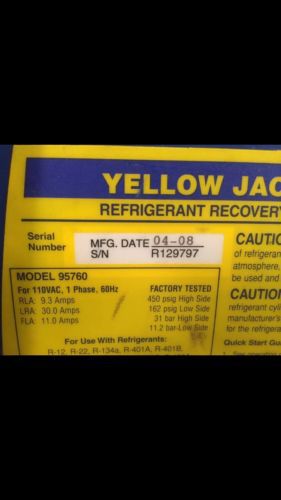 YELLOW JAC
REFRIGERANT RECOVERY
Serial Number
MFG. DATE 04-08
S/N R129797
MODEL 95760
For 110VAC, 1 Phase, 60Hz
RLA: 9.3 Amps
LRA: 30.0 Amps
FLA: 11.0 Amps
FACTORY TESTED
450 psig High Side
162 psig Low Side
31 bar High Side
11.2 bar-Low Side
For Use With Refrigerants:
R-12, R-22, R-134a, R-401A, R-401B,
CAUTIO
of refrigeran
atmosphere,
be used and
CAUTION
refrigerant cyli
manufacturer's
for the refrigera
Quick Start Gu